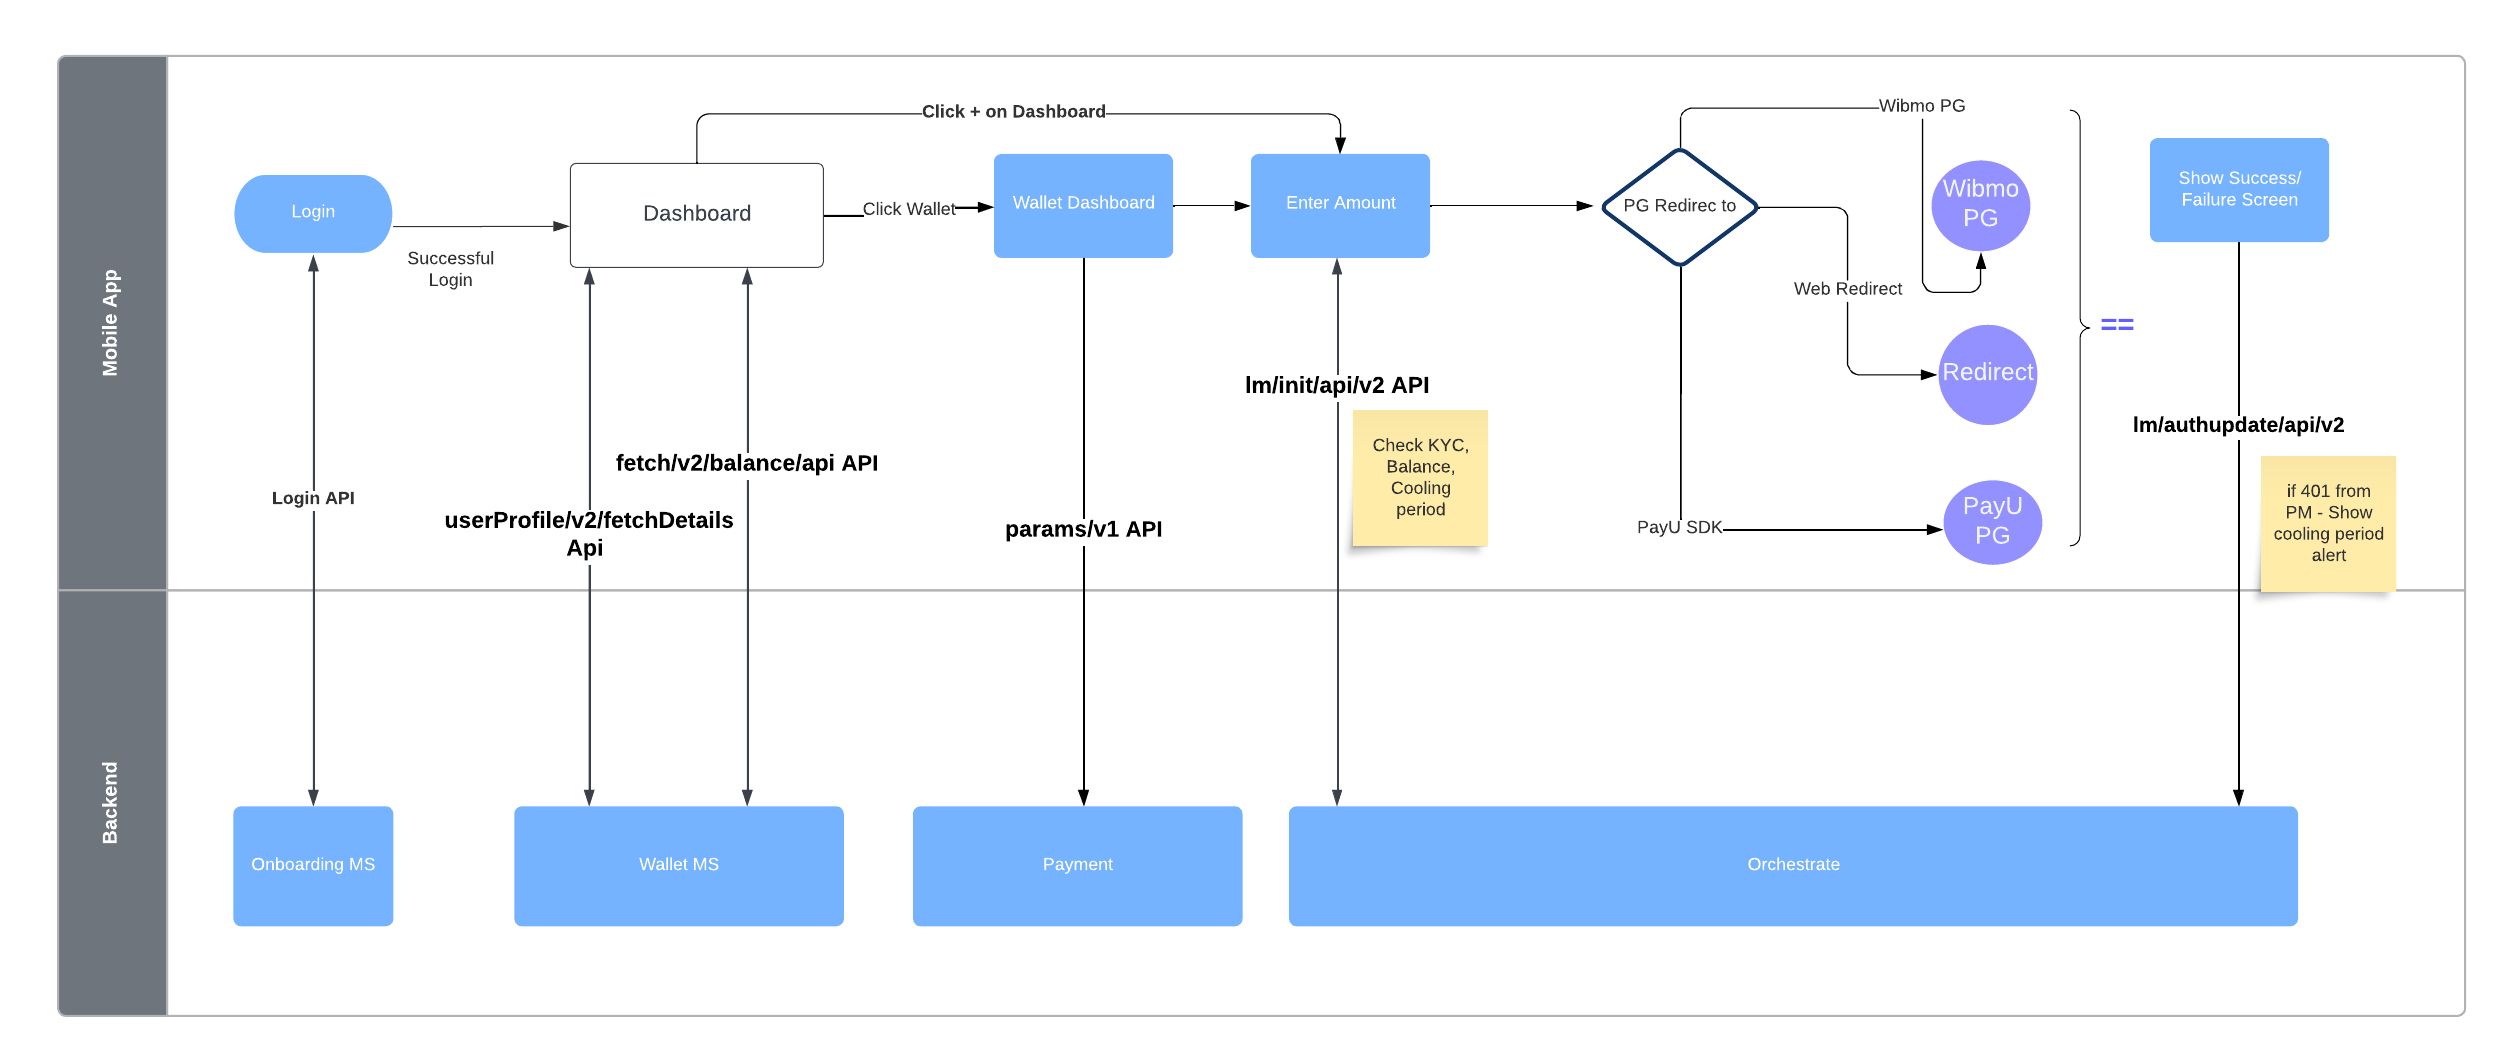 Mobile App
Click + on Dashboard
Login
Successful
Login
Dashboard
Click Wallet
Wallet Dashboard
Enter Amount
PG Redirec to
Wibmo PG
Wibmo
PG
Web Redirect
Redirect
PayU SDK
PayU
PG
==
Show Success/
Failure Screen
Login API
userProfile/v2/fetchDetails
Api
fetch/v2/balance/api API
params/v1 API
lm/init/api/v2 API
Check KYC,
Balance,
Cooling
period
lm/authupdate/api/v2
if 401 from
PM - Show
cooling period
alert
Backend
Onboarding MS
Wallet MS
Payment
Orchestrate